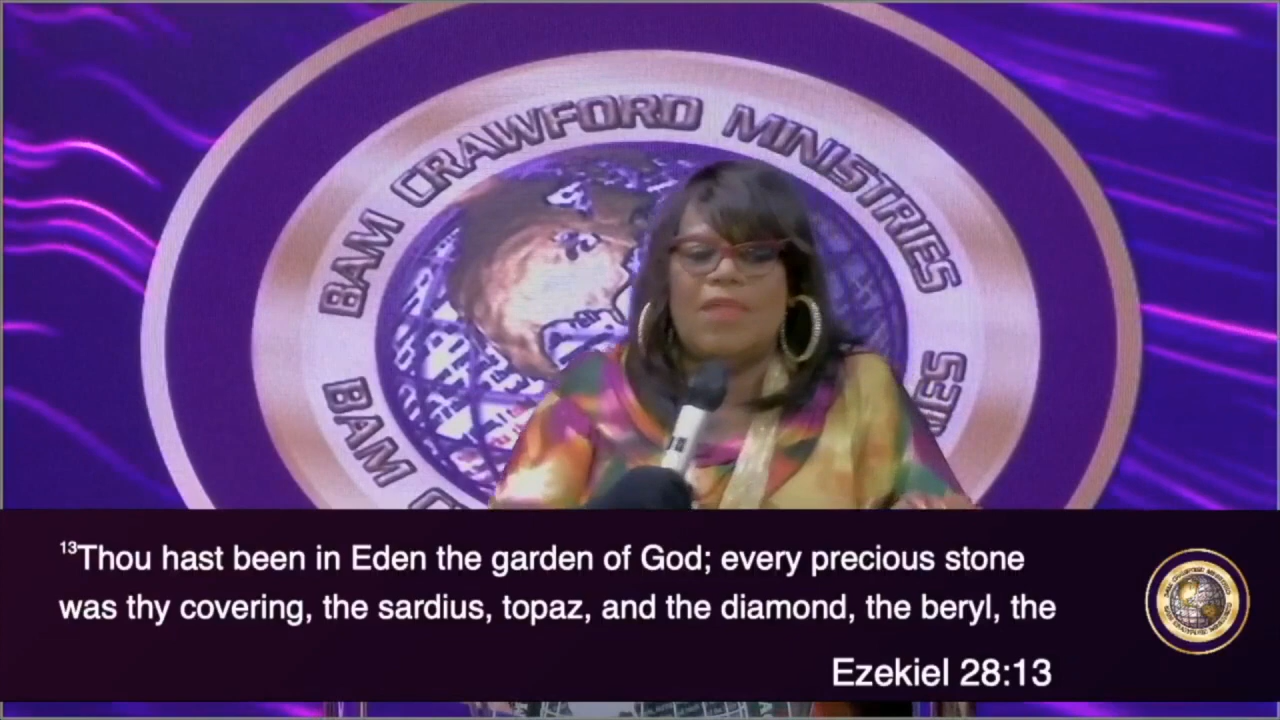 BAM CRAWFORD MINISTRIES
BAM
¹³Thou hast been in Eden the garden of God; every precious stone
was thy covering, the sardius, topaz, and the diamond, the beryl, the
Ezekiel 28:13